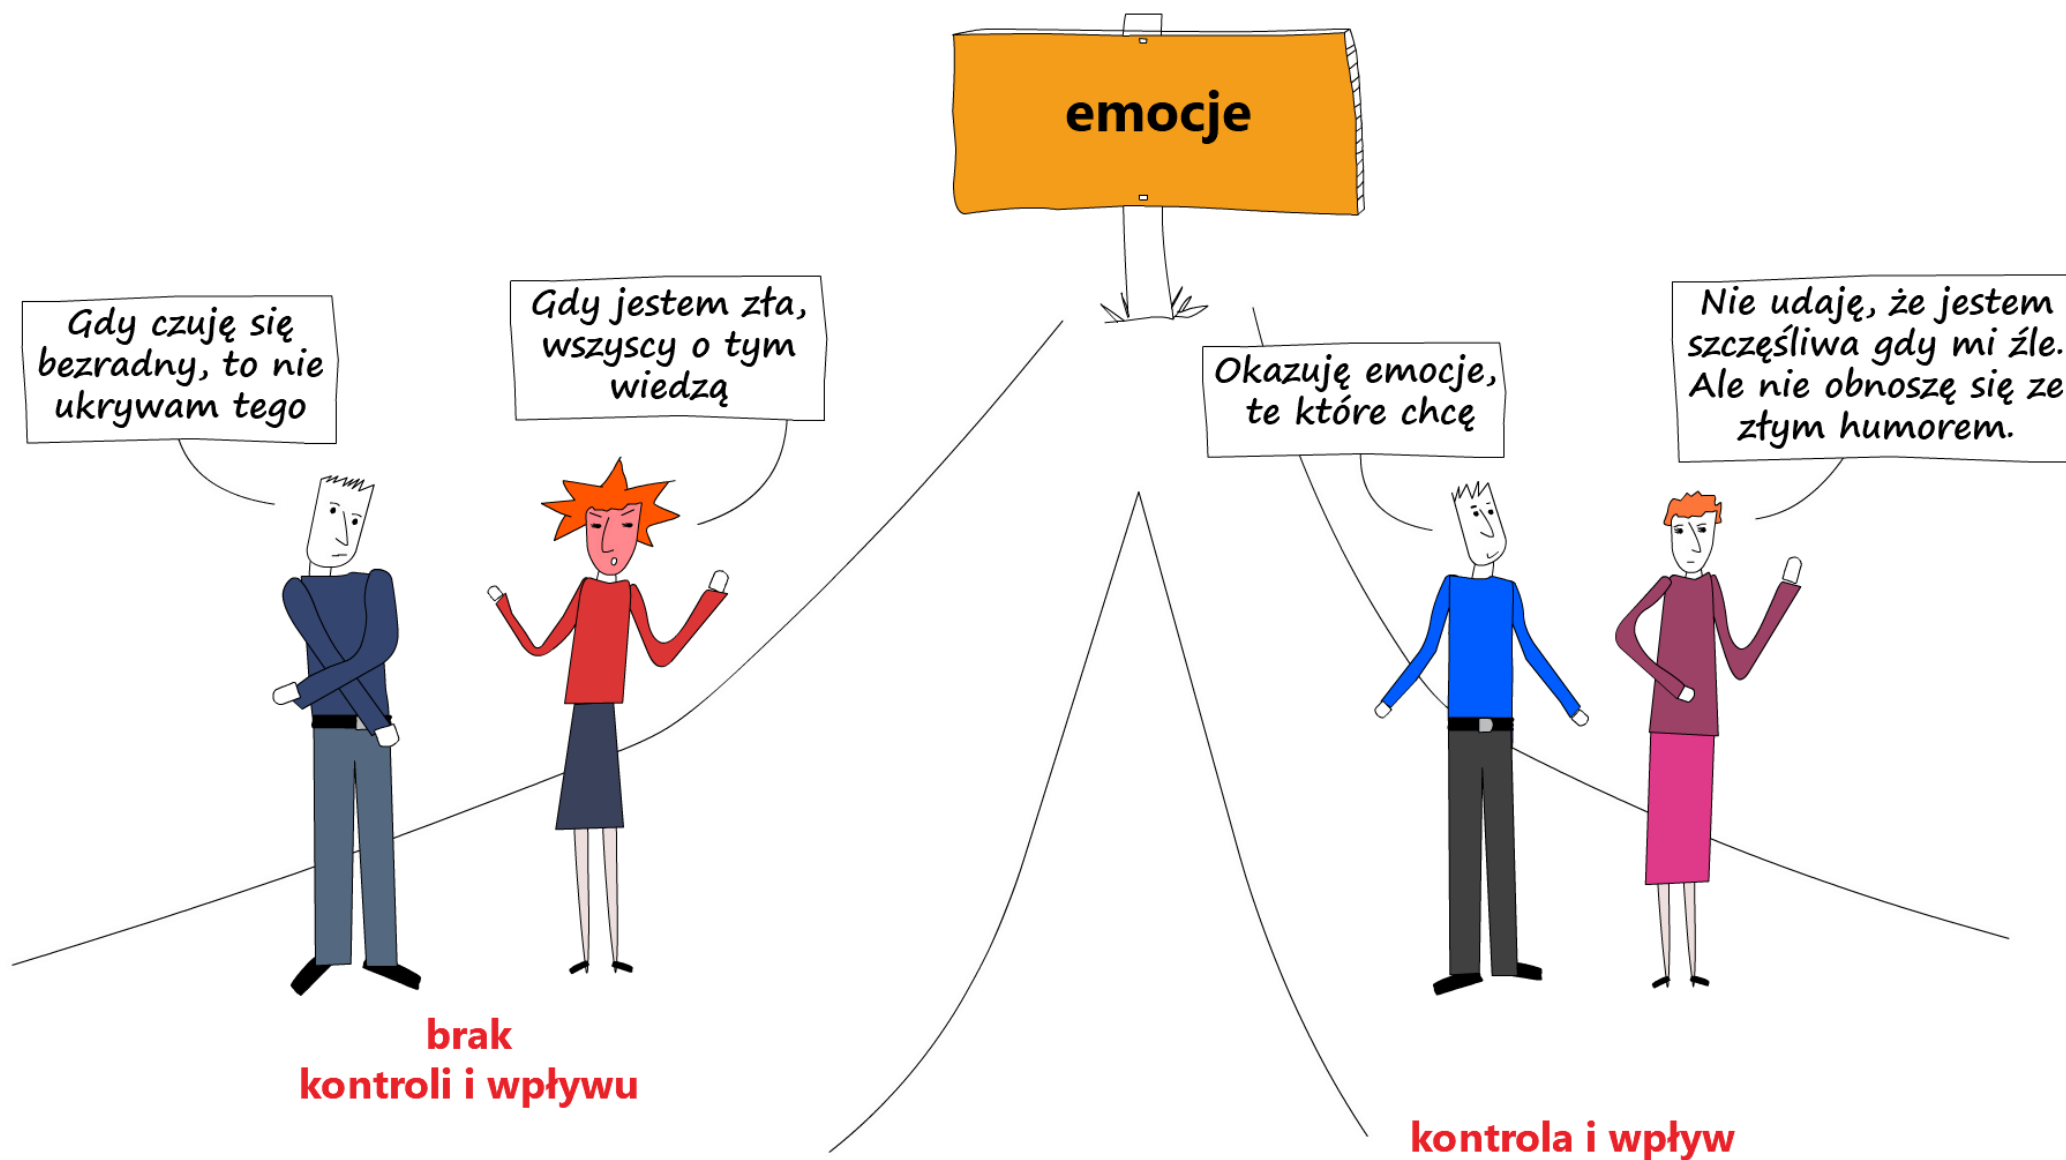 emocje
Gdy czuję się
bezradny, to nie
ukrywam tego
Gdy jestem zła,
wszyscy o tym
wiedzą
Okazuję emocje,
te które chcę
Nie udaję, że jestem
szczęśliwa gdy mi źle.
Ale nie obnoszę się ze
złym humorem.
brak
kontroli i wpływu
kontrola i wpływ